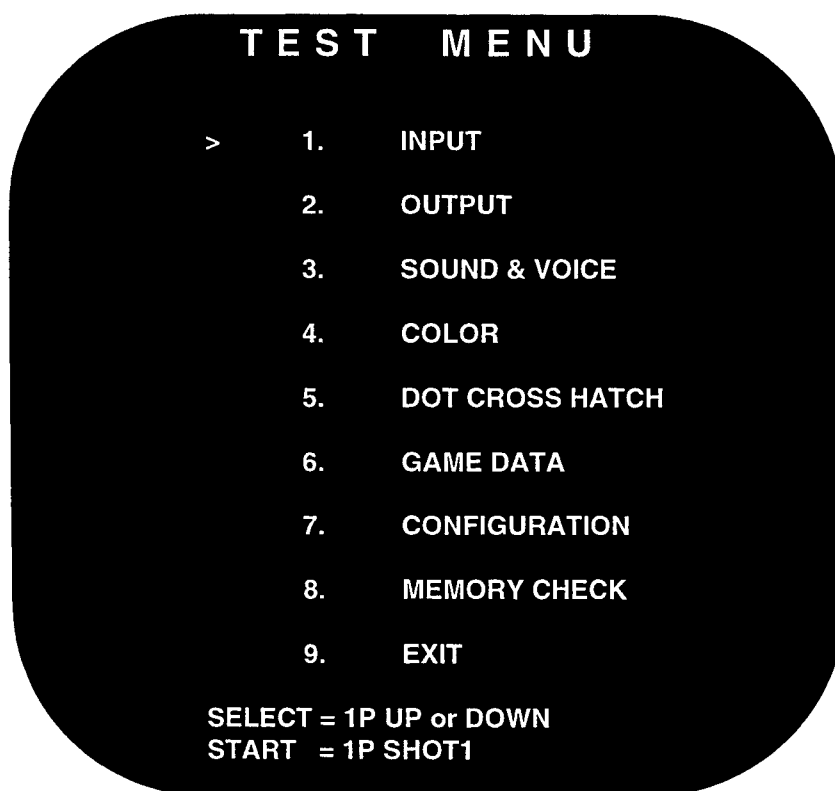 TEST MENU
> 1. INPUT
2. OUTPUT
3. SOUND & VOICE
4. COLOR
5. DOT CROSS HATCH
6. GAME DATA
7. CONFIGURATION
8. MEMORY CHECK
9. EXIT
SELECT = 1P UP or DOWN
START = 1P SHOT1